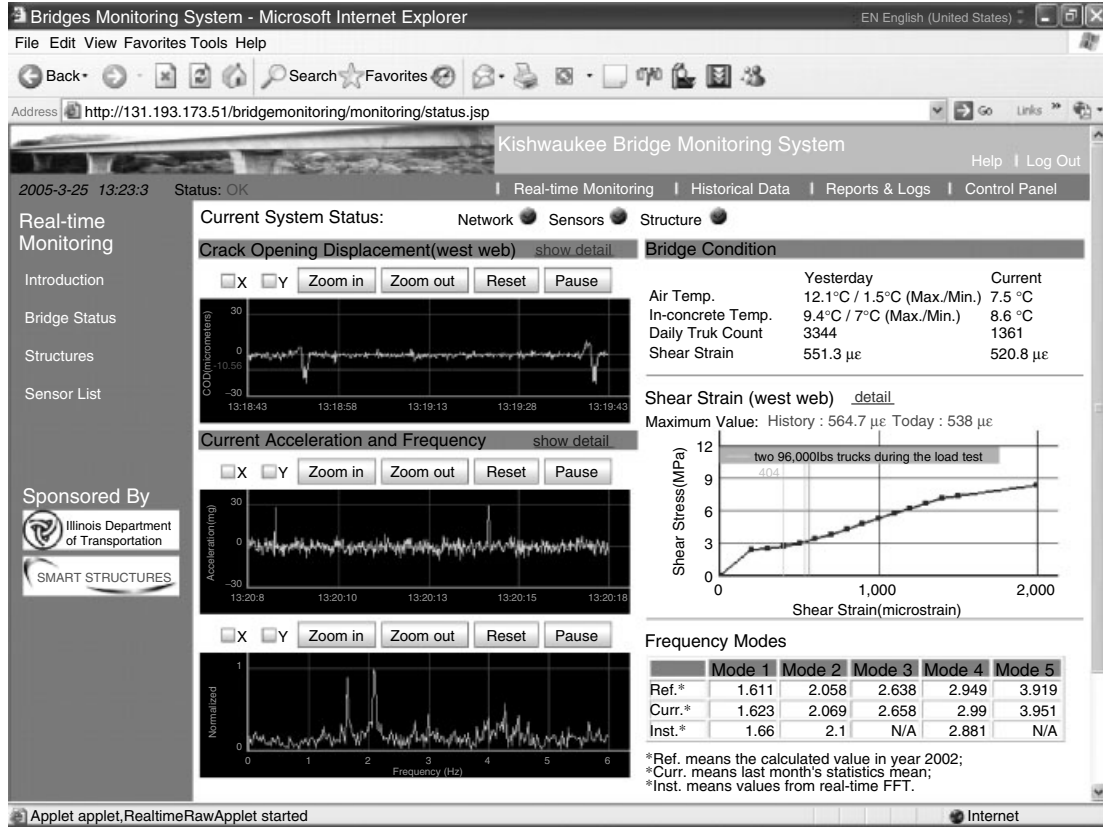 Bridges Monitoring System - Microsoft Internet Explorer
EN English (United States)
File Edit View Favorites Tools Help
Back Search Favorites
Address http://131.193.173.51/bridgemonitoring/monitoring/status.jsp Go Links »
Kishwaukee Bridge Monitoring System
Help | Log Out
2005-3-25 13:23:3 Status: OK
| Real-time Monitoring | Historical Data | Reports & Logs | Control Panel
Real-time
Monitoring
Introduction
Bridge Status
Structures
Sensor List
Sponsored By
Illinois Department
of Transportation
SMART STRUCTURES
Current System Status: Network Sensors Structure
Crack Opening Displacement(west web) show detail
X Y Zoom in Zoom out Reset Pause
COD(micrometers)
30
0
-10.56
–30
13:18:43 13:18:58 13:19:13 13:19:28 13:19:43
Current Acceleration and Frequency show detail
X Y Zoom in Zoom out Reset Pause
Acceleration(mg)
30
0
–30
13:20:8 13:20:10 13:20:13 13:20:15 13:20:18
X Y Zoom in Zoom out Reset Pause
Normalized
1
0
0 1 2 3 4 5 6
Frequency (Hz)
Bridge Condition
Yesterday Current
Air Temp. 12.1°C / 1.5°C (Max./Min.) 7.5 °C
In-concrete Temp. 9.4°C / 7°C (Max./Min.) 8.6 °C
Daily Truk Count 3344 1361
Shear Strain 551.3 με 520.8 με
Shear Strain (west web) detail
Maximum Value: History : 564.7 με Today : 538 με
Shear Stress(MPa)
12
9
6
3
0
two 96,000lbs trucks during the load test
404
0 1,000 2,000
Shear Strain(microstrain)
Frequency Modes
Mode 1 Mode 2 Mode 3 Mode 4 Mode 5
Ref.* 1.611 2.058 2.638 2.949 3.919
Curr.* 1.623 2.069 2.658 2.99 3.951
Inst.* 1.66 2.1 N/A 2.881 N/A
*Ref. means the calculated value in year 2002;
*Curr. means last month's statistics mean;
*Inst. means values from real-time FFT.
Applet applet,RealtimeRawApplet started
Internet